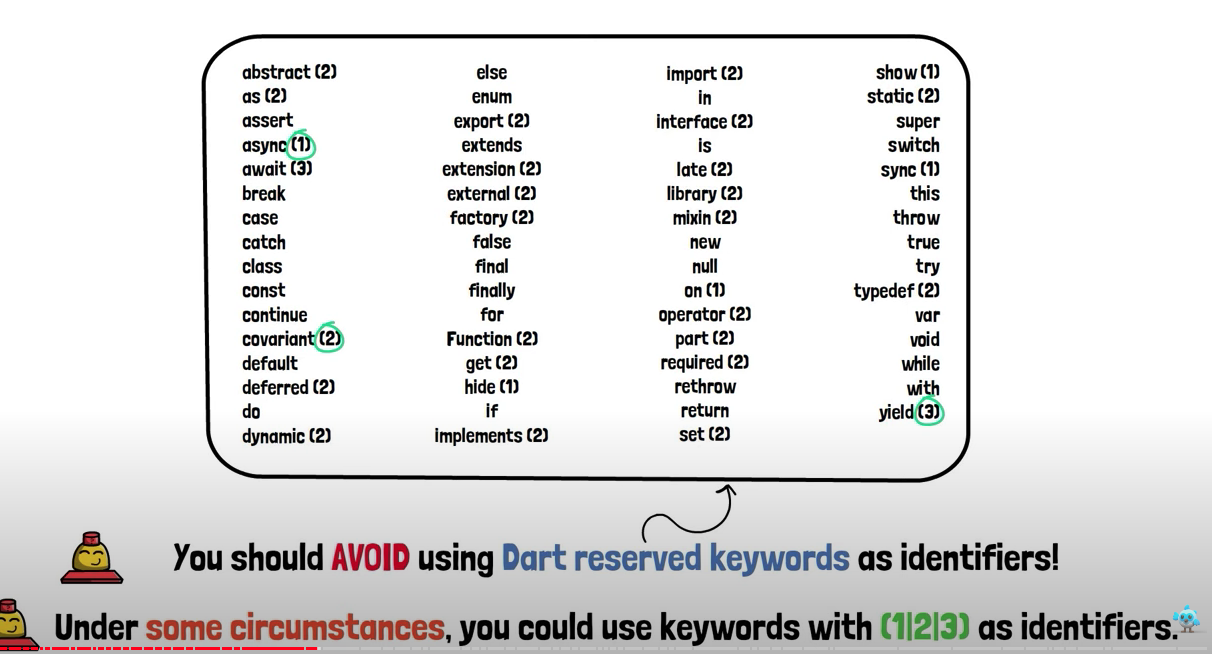 abstract (2)
as (2)
assert
async (1)
await (3)
break
case
catch
class
const
continue
covariant (2)
default
deferred (2)
do
dynamic (2)
else
enum
export (2)
extends
extension (2)
external (2)
factory (2)
false
final
finally
for
Function (2)
get (2)
hide (1)
if
implements (2)
import (2)
in
interface (2)
is
late (2)
library (2)
mixin (2)
new
null
on (1)
operator (2)
part (2)
required (2)
rethrow
return
set (2)
show (1)
static (2)
super
switch
sync (1)
this
throw
true
try
typedef (2)
var
void
while
with
yield (3)
You should AVOID using Dart reserved keywords as identifiers!
Under some circumstances, you could use keywords with (1|2|3) as identifiers.